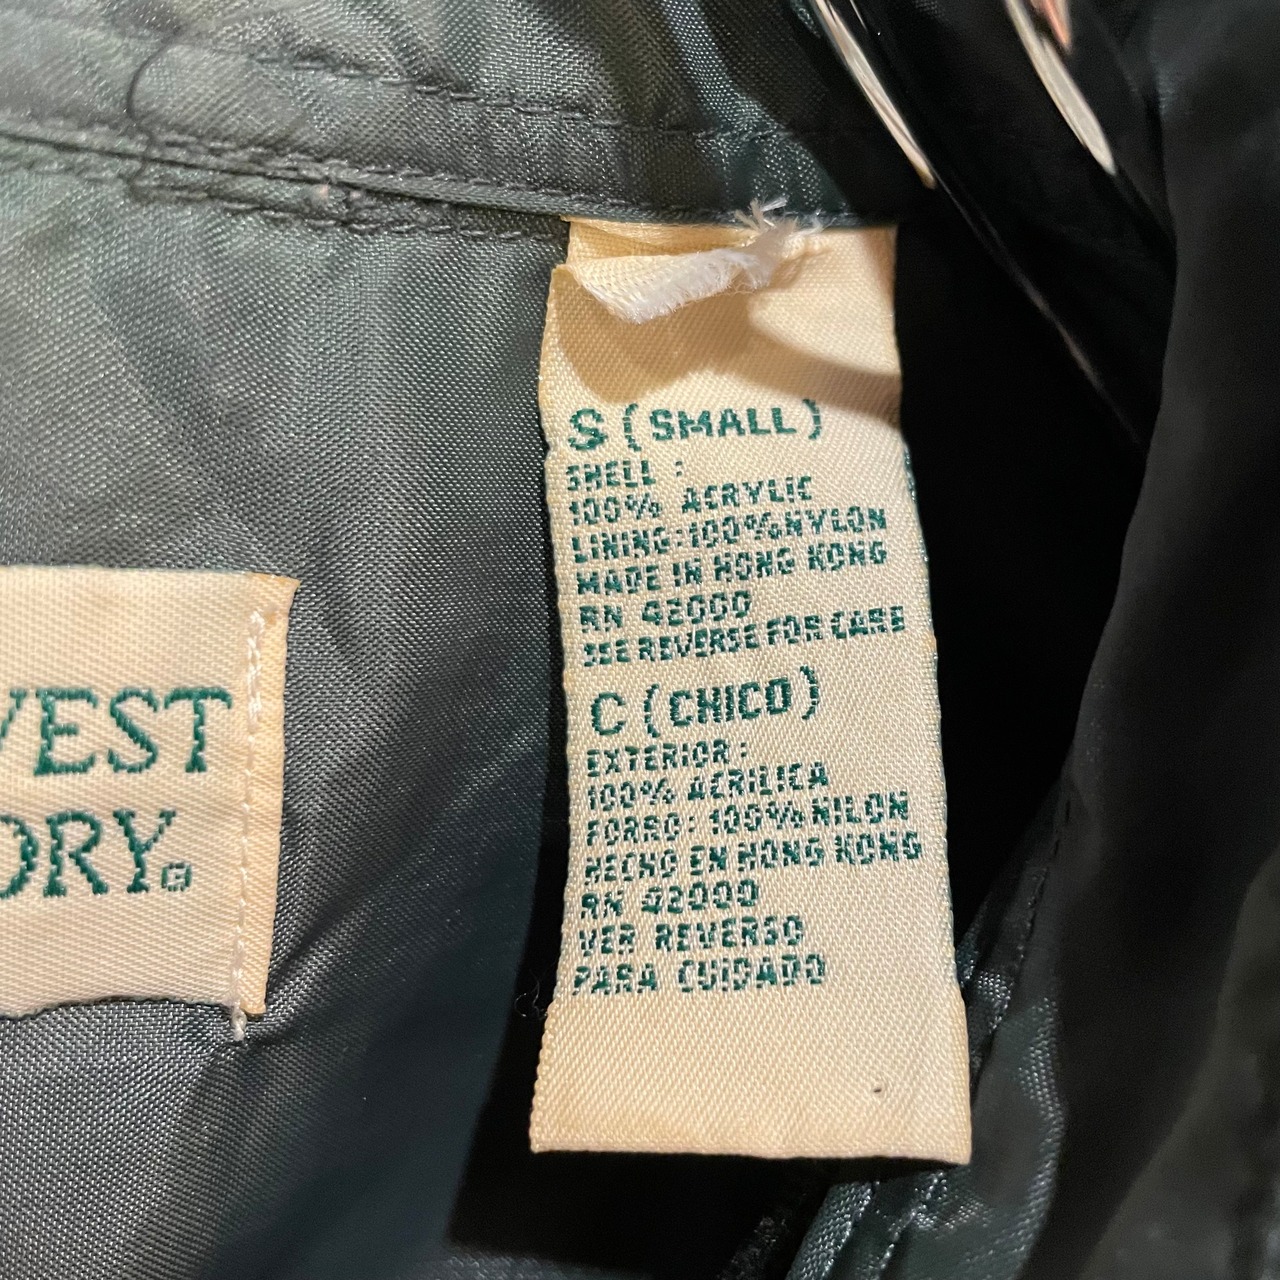 VEST
ORY.
S (SMALL)
SHELL :
100% ACRYLIC
LINING:100%NYLON
MADE IN HONG KONG
RN 42000
SEE REVERSE FOR CARE
C (CHICO)
EXTERIOR :
100% ACRILICA
FORRO: 100% NILON
HECHO EN HONG KONG
RN 42000
VER REVERSO
PARA CUIDADO